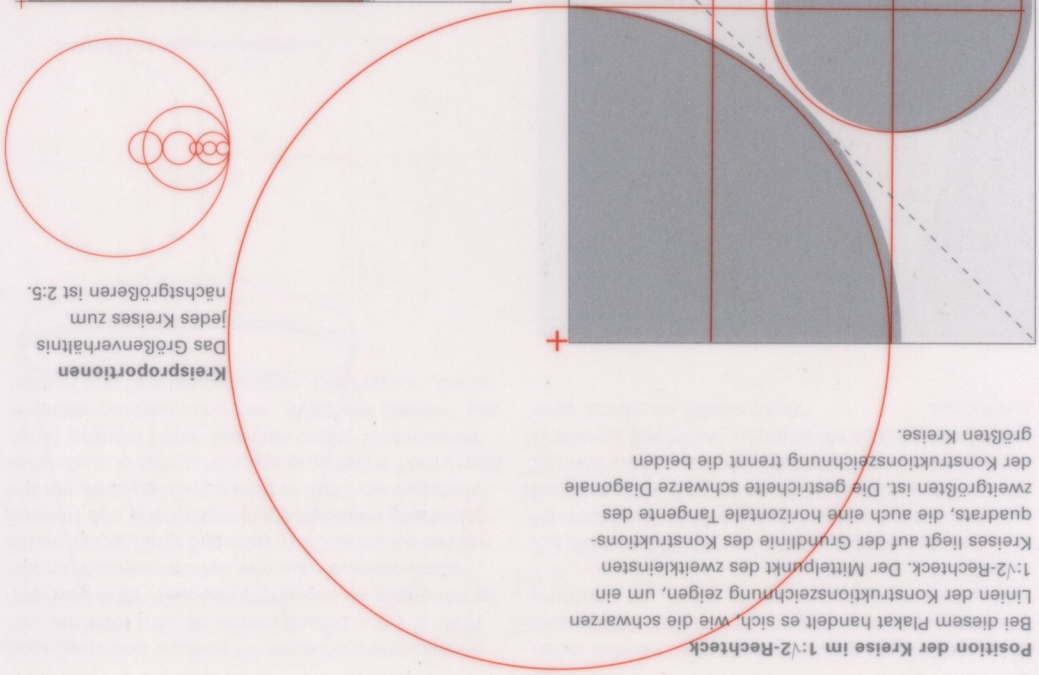 Position der Kreise im 1:√2-Rechteck
Bei diesem Plakat handelt es sich, wie die schwarzen
Linien der Konstruktionszeichnung zeigen, um ein
1:√2-Rechteck. Der Mittelpunkt des zweitkleinsten
Kreises liegt auf der Grundlinie des Konstruktions-
quadrats, die auch eine horizontale Tangente des
zweitgrößten ist. Die gestrichelte schwarze Diagonale
der Konstruktionszeichnung trennt die beiden
größten Kreise.
Kreisproportionen
Das Größenverhältnis
jedes Kreises zum
nächstgrößeren ist 2:5.